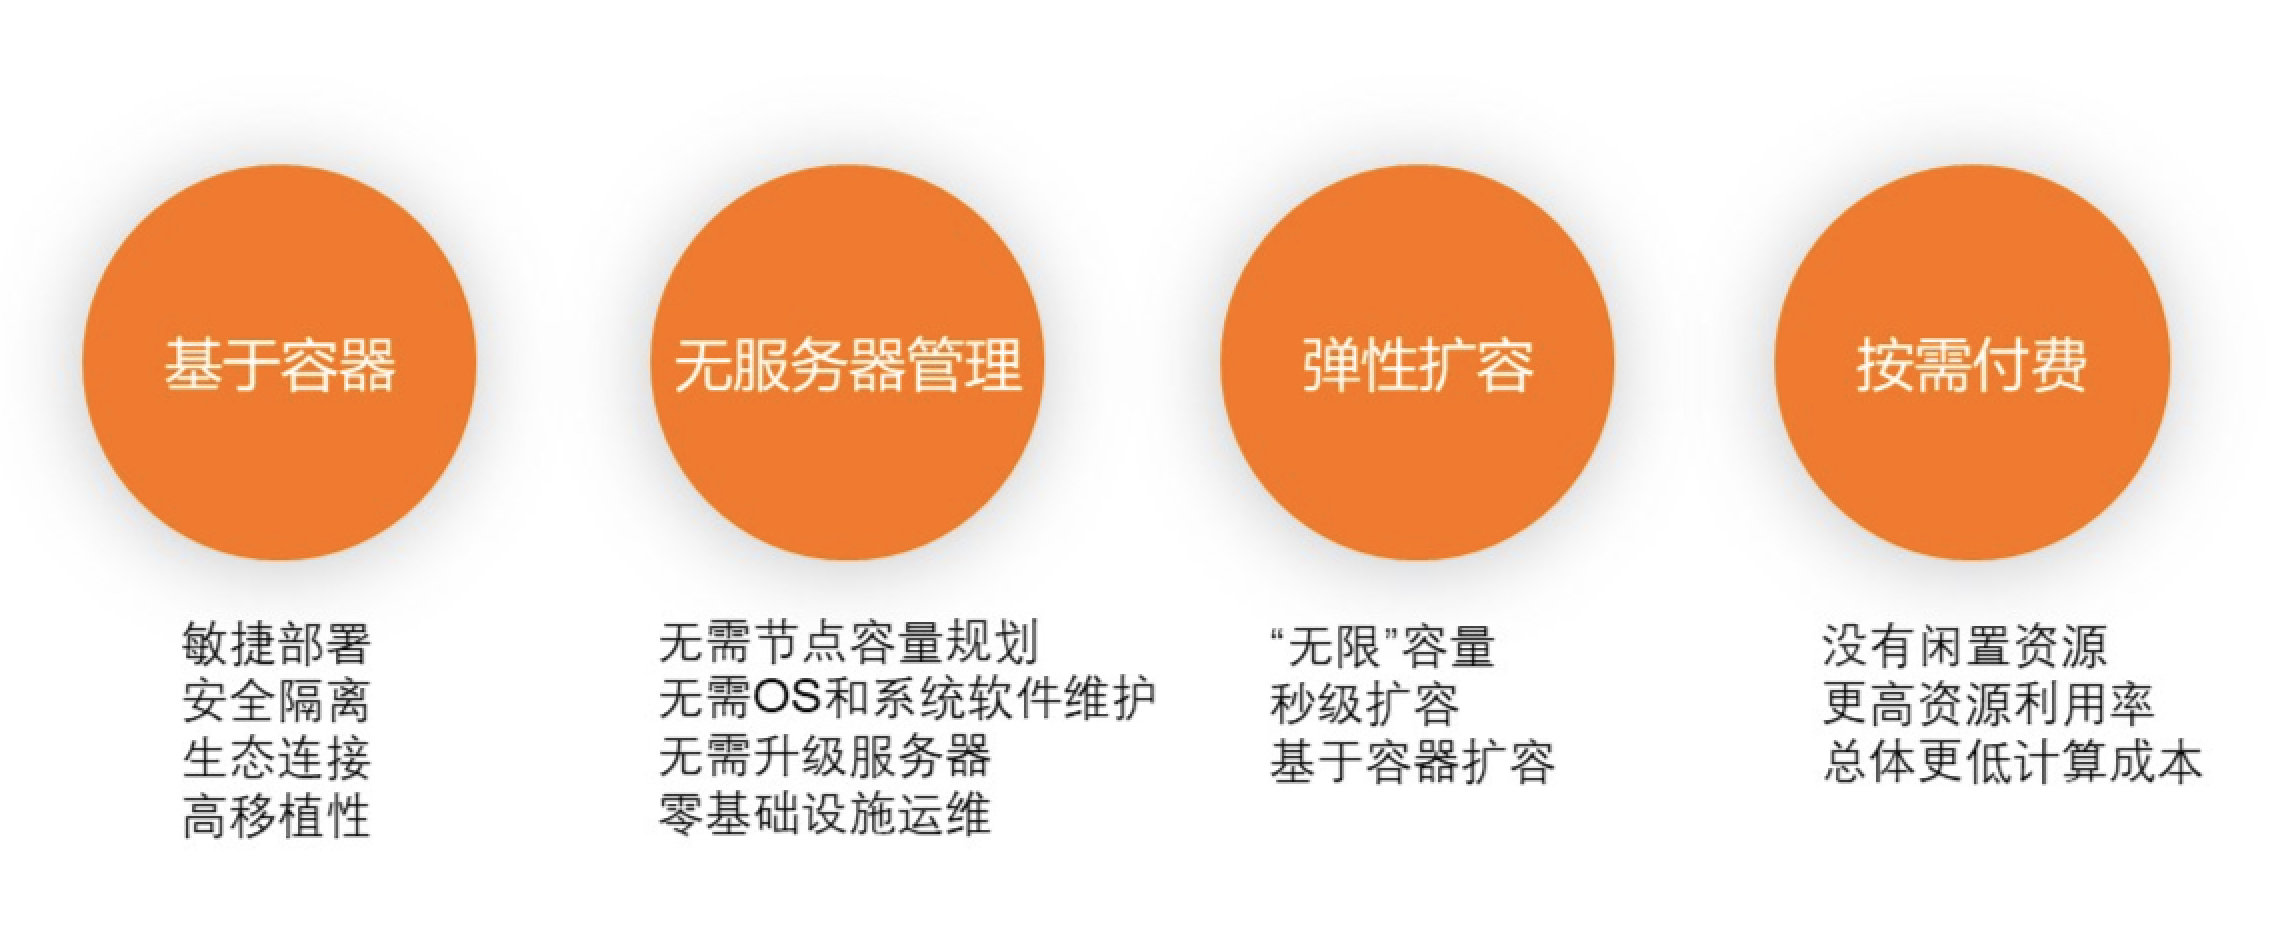 基于容器
敏捷部署
安全隔离
生态连接
高移植性
无服务器管理
无需节点容量规划
无需OS和系统软件维护
无需升级服务器
零基础设施运维
弹性扩容
“无限”容量
秒级扩容
基于容器扩容
按需付费
没有闲置资源
更高资源利用率
总体更低计算成本